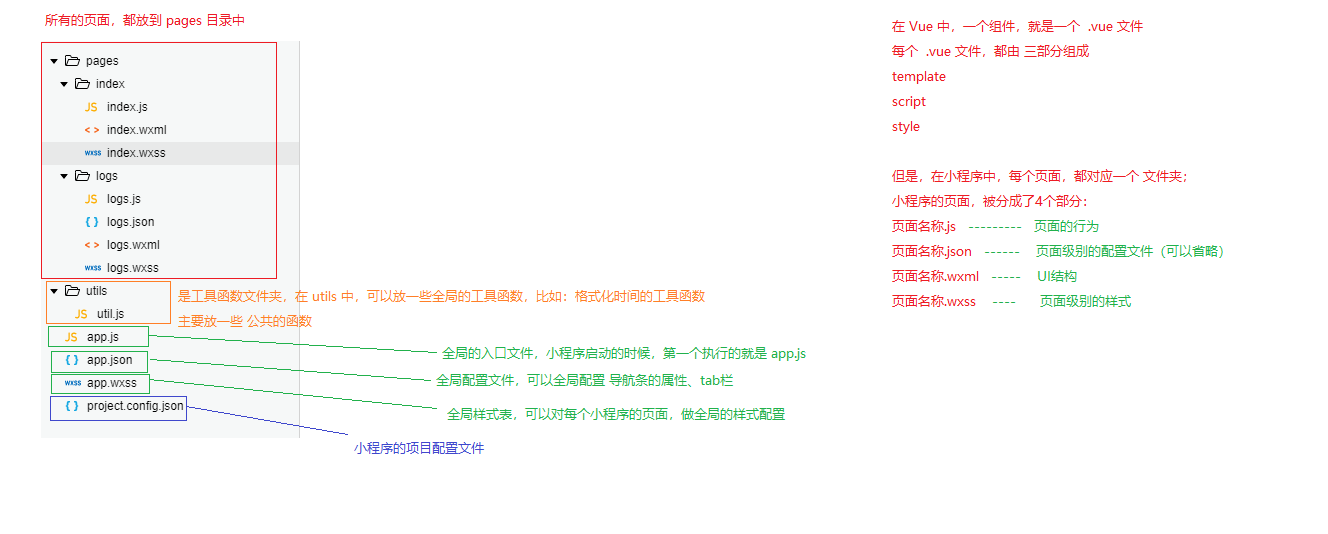 所有的页面，都放到 pages 目录中
pages
index
JS index.js
< > index.wxml
wxss index.wxss
logs
JS logs.js
{ } logs.json
< > logs.wxml
wxss logs.wxss
utils
JS util.js
是工具函数文件夹，在 utils 中，可以放一些全局的工具函数，比如：格式化时间的工具函数
主要放一些 公共的函数
JS app.js
全局的入口文件，小程序启动的时候，第一个执行的就是 app.js
{ } app.json
全局配置文件，可以全局配置 导航条的属性、tab栏
wxss app.wxss
全局样式表，可以对每个小程序的页面，做全局的样式配置
{ } project.config.json
小程序的项目配置文件
在 Vue 中，一个组件，就是一个 .vue 文件
每个 .vue 文件，都由 三部分组成
template
script
style
但是，在小程序中，每个页面，都对应一个 文件夹；
小程序的页面，被分成了4个部分：
页面名称.js --------- 页面的行为
页面名称.json ------ 页面级别的配置文件（可以省略）
页面名称.wxml ----- UI结构
页面名称.wxss ---- 页面级别的样式